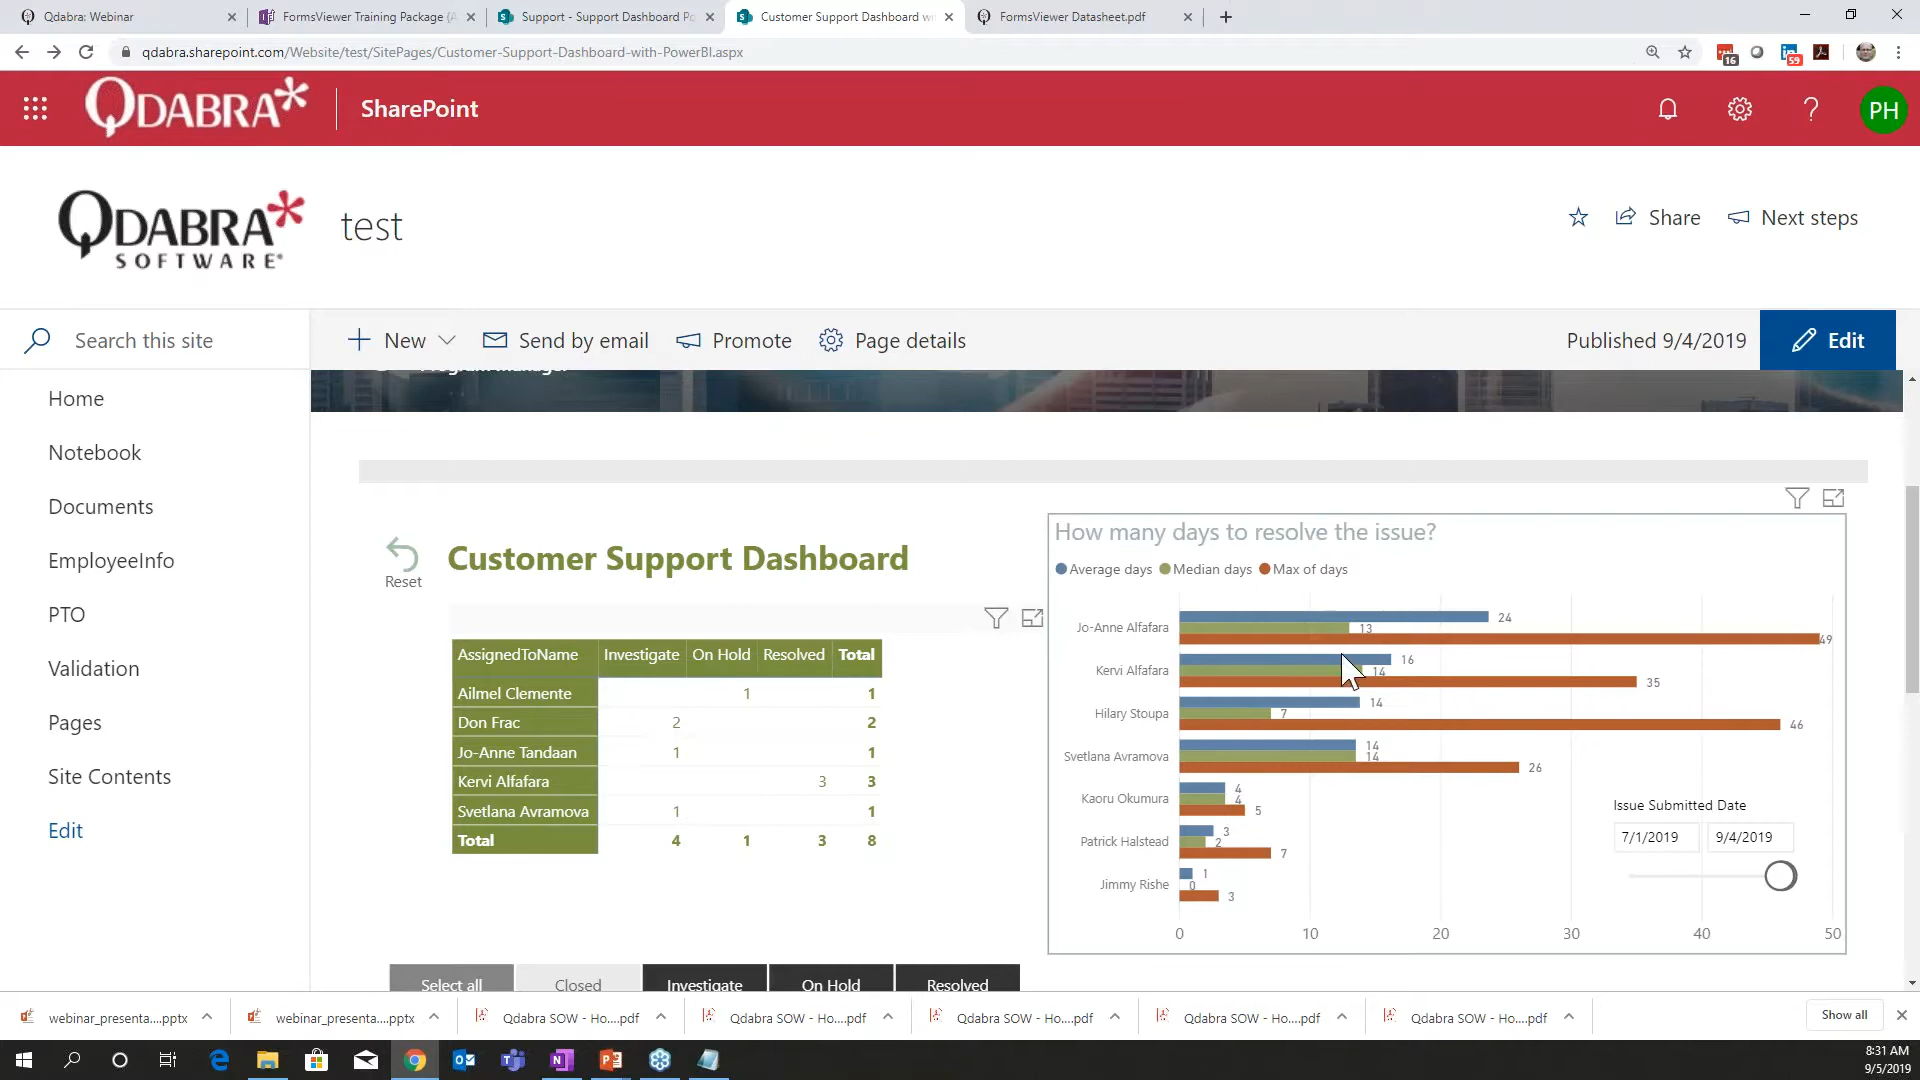 Qdabra: Webinar
FormsViewer Training Package (A
Support - Support Dashboard Po
Customer Support Dashboard wi
FormsViewer Datasheet.pdf
qdabra.sharepoint.com/Website/test/SitePages/Customer-Support-Dashboard-with-PowerBI.aspx
16
59
QDABRA*
SharePoint
PH
QDABRA*
SOFTWARE®
test
Share
Next steps
Search this site
New
Send by email
Promote
Page details
Published 9/4/2019
Edit
Home
Notebook
Documents
EmployeeInfo
PTO
Validation
Pages
Site Contents
Edit
Program Manager
Reset
Customer Support Dashboard
AssignedToName Investigate On Hold Resolved Total
Ailmel Clemente 1 1
Don Frac 2 2
Jo-Anne Tandaan 1 1
Kervi Alfafara 3 3
Svetlana Avramova 1 1
Total 4 1 3 8
How many days to resolve the issue?
Average days Median days Max of days
Jo-Anne Alfafara 24 13 49
Kervi Alfafara 16 14 35
Hilary Stoupa 14 7 46
Svetlana Avramova 14 14 26
Kaoru Okumura 4 4 5
Patrick Halstead 3 2 7
Jimmy Rishe 1 0 3
0 10 20 30 40 50
Issue Submitted Date
7/1/2019 9/4/2019
Select all Closed Investigate On Hold Resolved
webinar_presenta....pptx
webinar_presenta....pptx
Qdabra SOW - Ho....pdf
Qdabra SOW - Ho....pdf
Qdabra SOW - Ho....pdf
Qdabra SOW - Ho....pdf
Qdabra SOW - Ho....pdf
Show all
8:31 AM
9/5/2019